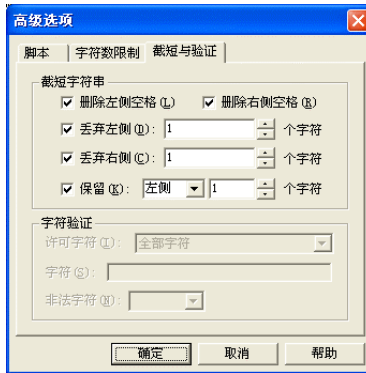 高级选项
脚本 字符数限制 截短与验证
截短字符串
删除左侧空格(L) 删除右侧空格(R)
丢弃左侧(D): 1 个字符
丢弃右侧(C): 1 个字符
保留(K): 左侧 1 个字符
字符验证
许可字符(I): 全部字符
字符(S):
非法字符(N):
确定 取消 帮助